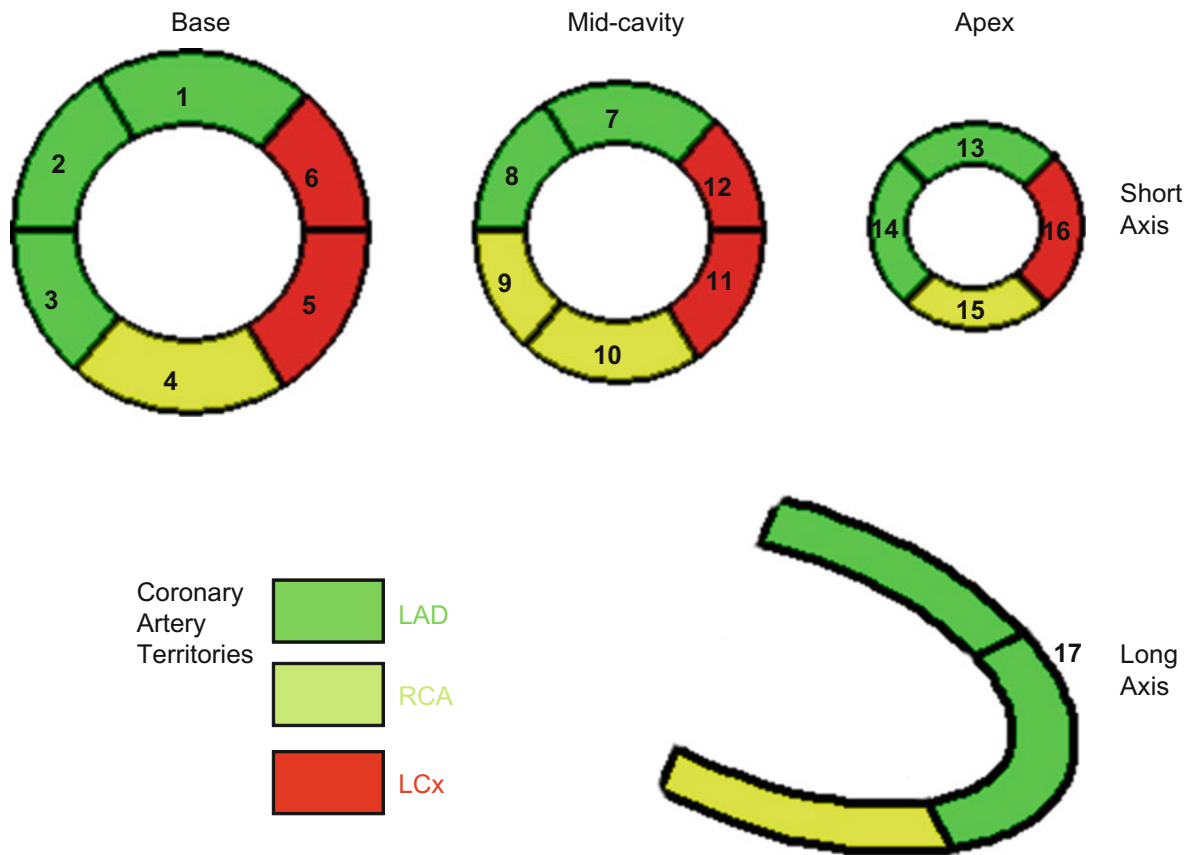 Base
Mid-cavity
Apex
1
2
3
4
5
6
7
8
9
10
11
12
13
14
15
16
Short
Axis
Coronary
Artery
Territories
LAD
RCA
LCx
17
Long
Axis